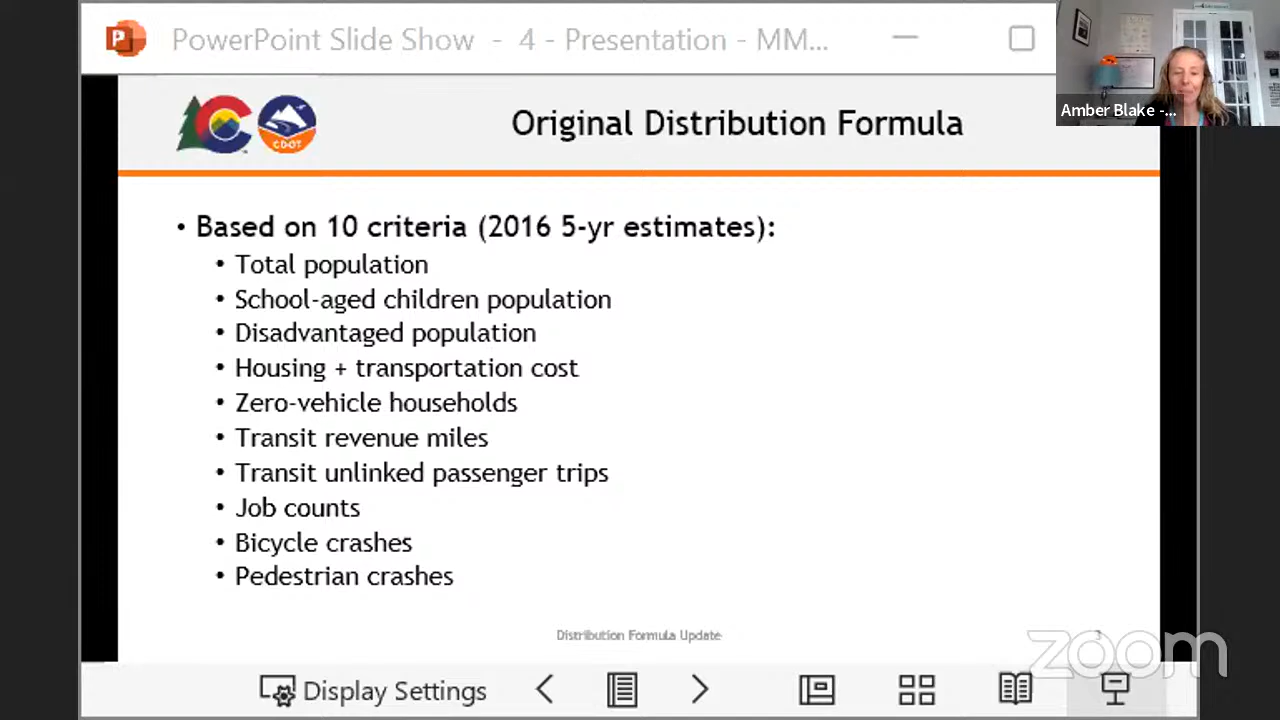 PowerPoint Slide Show - 4 - Presentation - MM...
Amber Blake -...
CDOT
Original Distribution Formula
• Based on 10 criteria (2016 5-yr estimates):
• Total population
• School-aged children population
• Disadvantaged population
• Housing + transportation cost
• Zero-vehicle households
• Transit revenue miles
• Transit unlinked passenger trips
• Job counts
• Bicycle crashes
• Pedestrian crashes
Distribution Formula Update
zoom
Display Settings